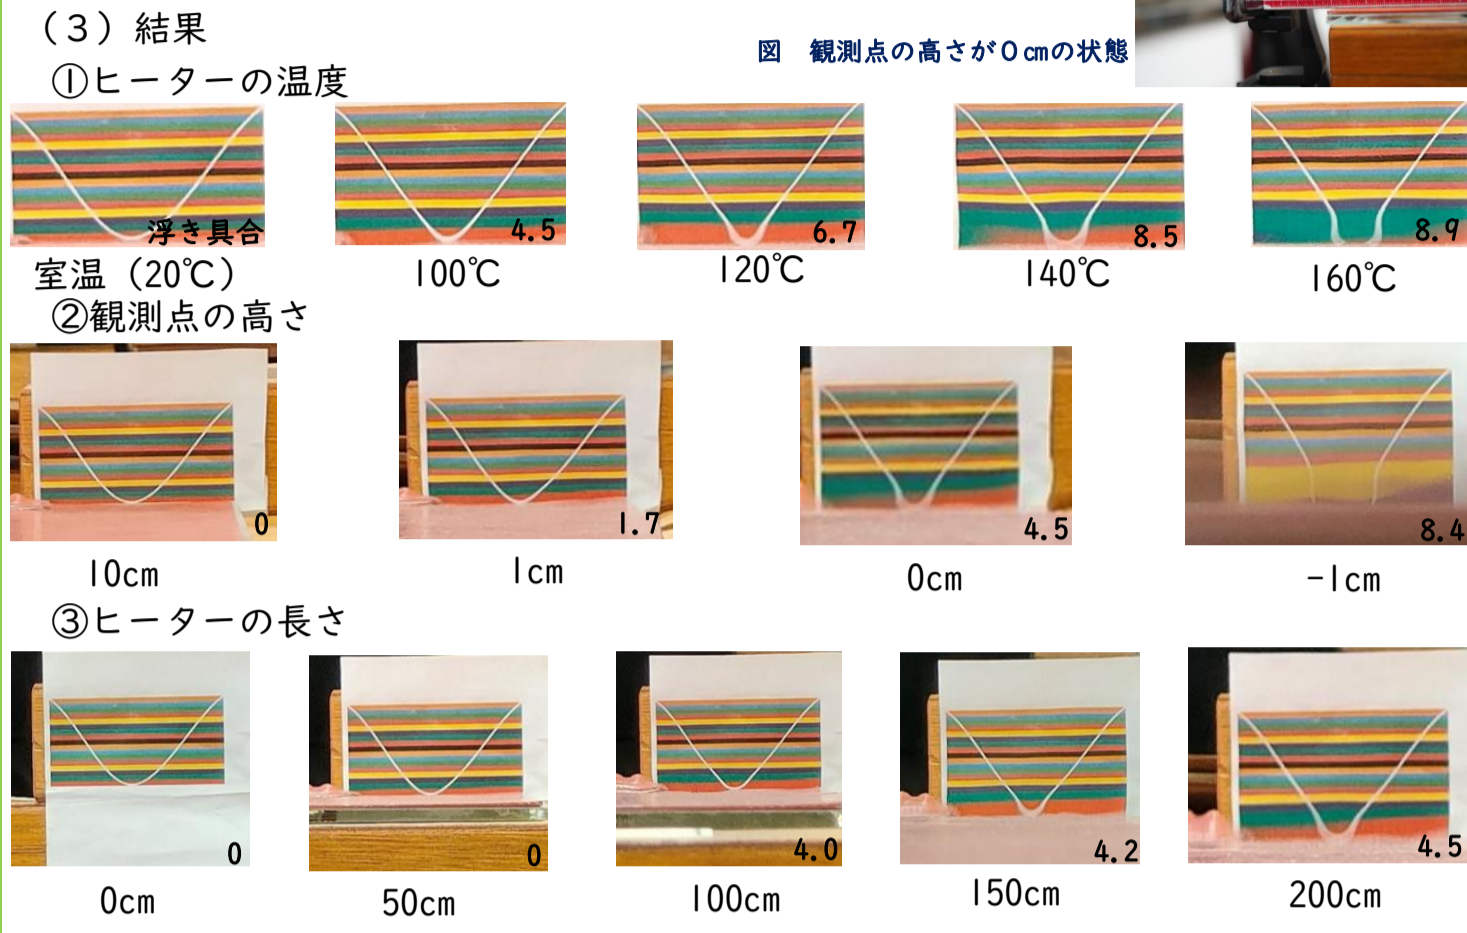 （３）結果
図　観測点の高さが０㎝の状態
①ヒーターの温度
浮き具合
4.5
6.7
8.5
8.9
室温（20℃）
100℃
120℃
140℃
160℃
②観測点の高さ
0
1.7
4.5
8.4
10cm
1cm
0cm
-1cm
③ヒーターの長さ
0
0
4.0
4.2
4.5
0cm
50cm
100cm
150cm
200cm